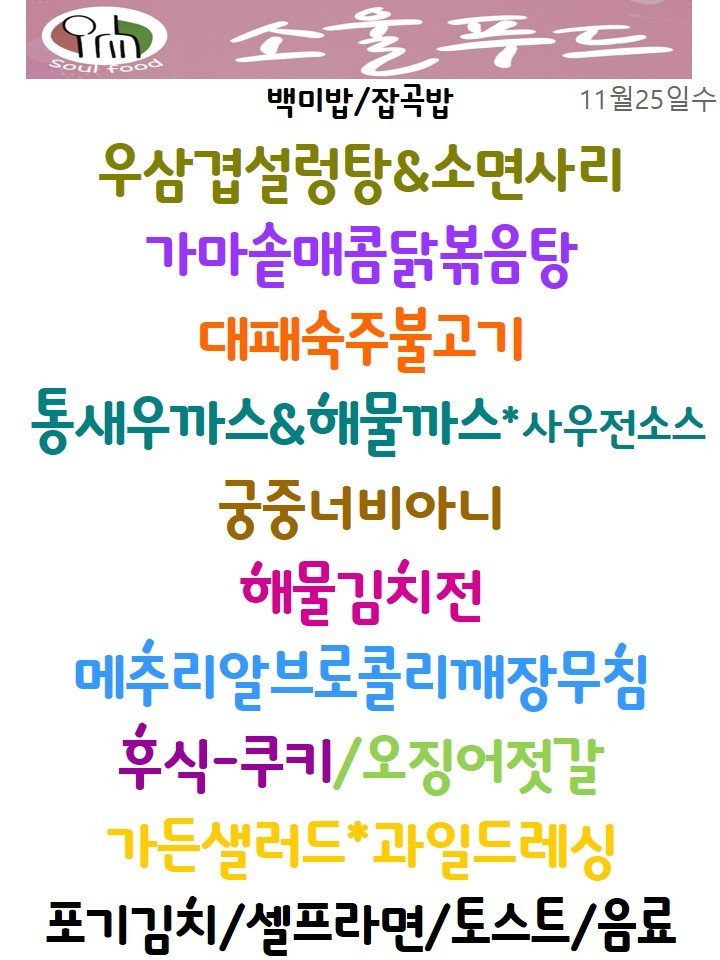 Soul food
소울푸드
백미밥/잡곡밥
11월25일수
우삼겹설렁탕&소면사리
가마솥매콤닭볶음탕
대패숙주불고기
통새우까스&해물까스*사우전소스
궁중너비아니
해물김치전
메추리알브로콜리깨장무침
후식-쿠키/오징어젓갈
가든샐러드*과일드레싱
포기김치/셀프라면/토스트/음료